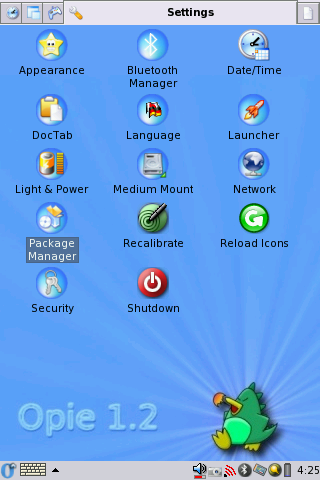 Settings
Appearance
Bluetooth
Manager
Date/Time
DocTab
Language
Launcher
Light & Power
Medium Mount
Network
Package
Manager
Recalibrate
Reload Icons
Security
Shutdown
Opie 1.2
4:25